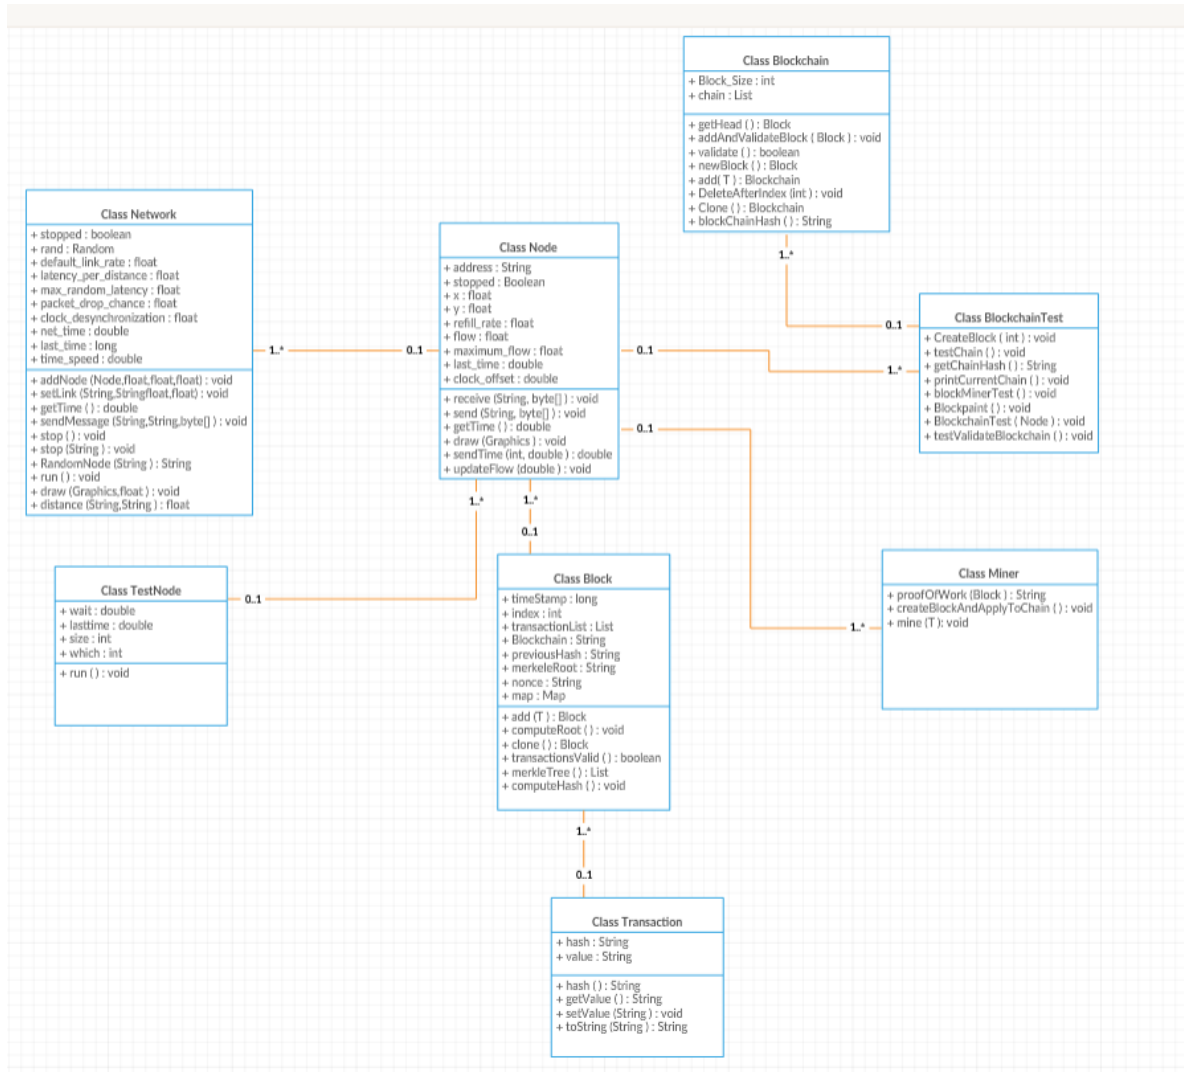 Class Blockchain
+ Block_Size : int
+ chain : List
+ getHead ( ) : Block
+ addAndValidateBlock ( Block ) : void
+ validate ( ) : boolean
+ newBlock ( ) : Block
+ add( T ) : Blockchain
+ DeleteAfterIndex (int ) : void
+ Clone ( ) : Blockchain
+ blockChainHash ( ) : String
1..*
0..1
Class Network
+ stopped : boolean
+ rand : Random
+ default_link_rate : float
+ latency_per_distance : float
+ max_random_latency : float
+ packet_drop_chance : float
+ clock_desynchronization : float
+ net_time : double
+ last_time : long
+ time_speed : double
+ addNode (Node,float,float,float) : void
+ setLink (String,Stringfloat,float) : void
+ getTime ( ) : double
+ sendMessage (String,String,byte[] ) : void
+ stop ( ) : void
+ stop (String ) : void
+ RandomNode (String ) : String
+ run ( ) : void
+ draw (Graphics,float ) : void
+ distance (String,String ) : float
1..*
0..1
Class Node
+ address : String
+ stopped : Boolean
+ x : float
+ y : float
+ refill_rate : float
+ flow : float
+ maximum_flow : float
+ last_time : double
+ clock_offset : double
+ receive (String, byte[] ) : void
+ send (String, byte[] ) : void
+ getTime ( ) : double
+ draw (Graphics ) : void
+ sendTime (int, double ) : double
+ updateFlow (double ) : void
0..1
1..*
0..1
1..*
Class BlockchainTest
+ CreateBlock ( int ) : void
+ testChain ( ) : void
+ getChainHash ( ) : String
+ printCurrentChain ( ) : void
+ blockMinerTest ( ) : void
+ Blockpaint ( ) : void
+ BlockchainTest ( Node ) : void
+ testValidateBlockchain ( ) : void
1..*
0..1
1..*
0..1
Class TestNode
+ wait : double
+ lasttime : double
+ size : int
+ which : int
+ run ( ) : void
Class Block
+ timeStamp : long
+ index : int
+ transactionList : List
+ Blockchain : String
+ previousHash : String
+ merkeleRoot : String
+ nonce : String
+ map : Map
+ add (T ) : Block
+ computeRoot ( ) : void
+ clone ( ) : Block
+ transactionsValid ( ) : boolean
+ merkleTree ( ) : List
+ computeHash ( ) : void
Class Miner
+ proofOfWork (Block ) : String
+ createBlockAndApplyToChain ( ) : void
+ mine (T ): void
1..*
0..1
Class Transaction
+ hash : String
+ value : String
+ hash ( ) : String
+ getValue ( ) : String
+ setValue (String ) : void
+ toString (String ) : String